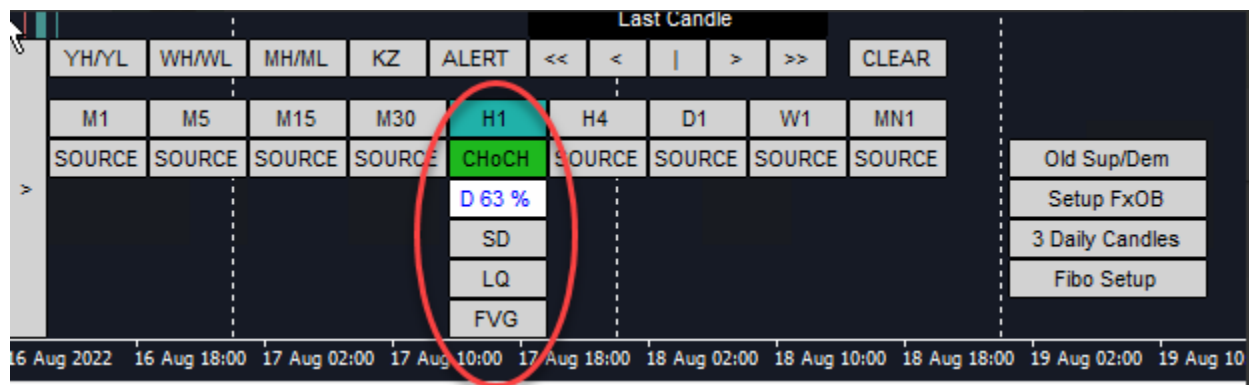 Last Candle
YH/YL WH/WL MH/ML KZ ALERT << < | > >> CLEAR
M1 M5 M15 M30 H1 H4 D1 W1 MN1
SOURCE SOURCE SOURCE SOURCE CHoCH SOURCE SOURCE SOURCE SOURCE Old Sup/Dem
> D 63 % Setup FxOB
SD 3 Daily Candles
LQ Fibo Setup
FVG
16 Aug 2022 16 Aug 18:00 17 Aug 02:00 17 Aug 10:00 17 Aug 18:00 18 Aug 02:00 18 Aug 10:00 18 Aug 18:00 19 Aug 02:00 19 Aug 10